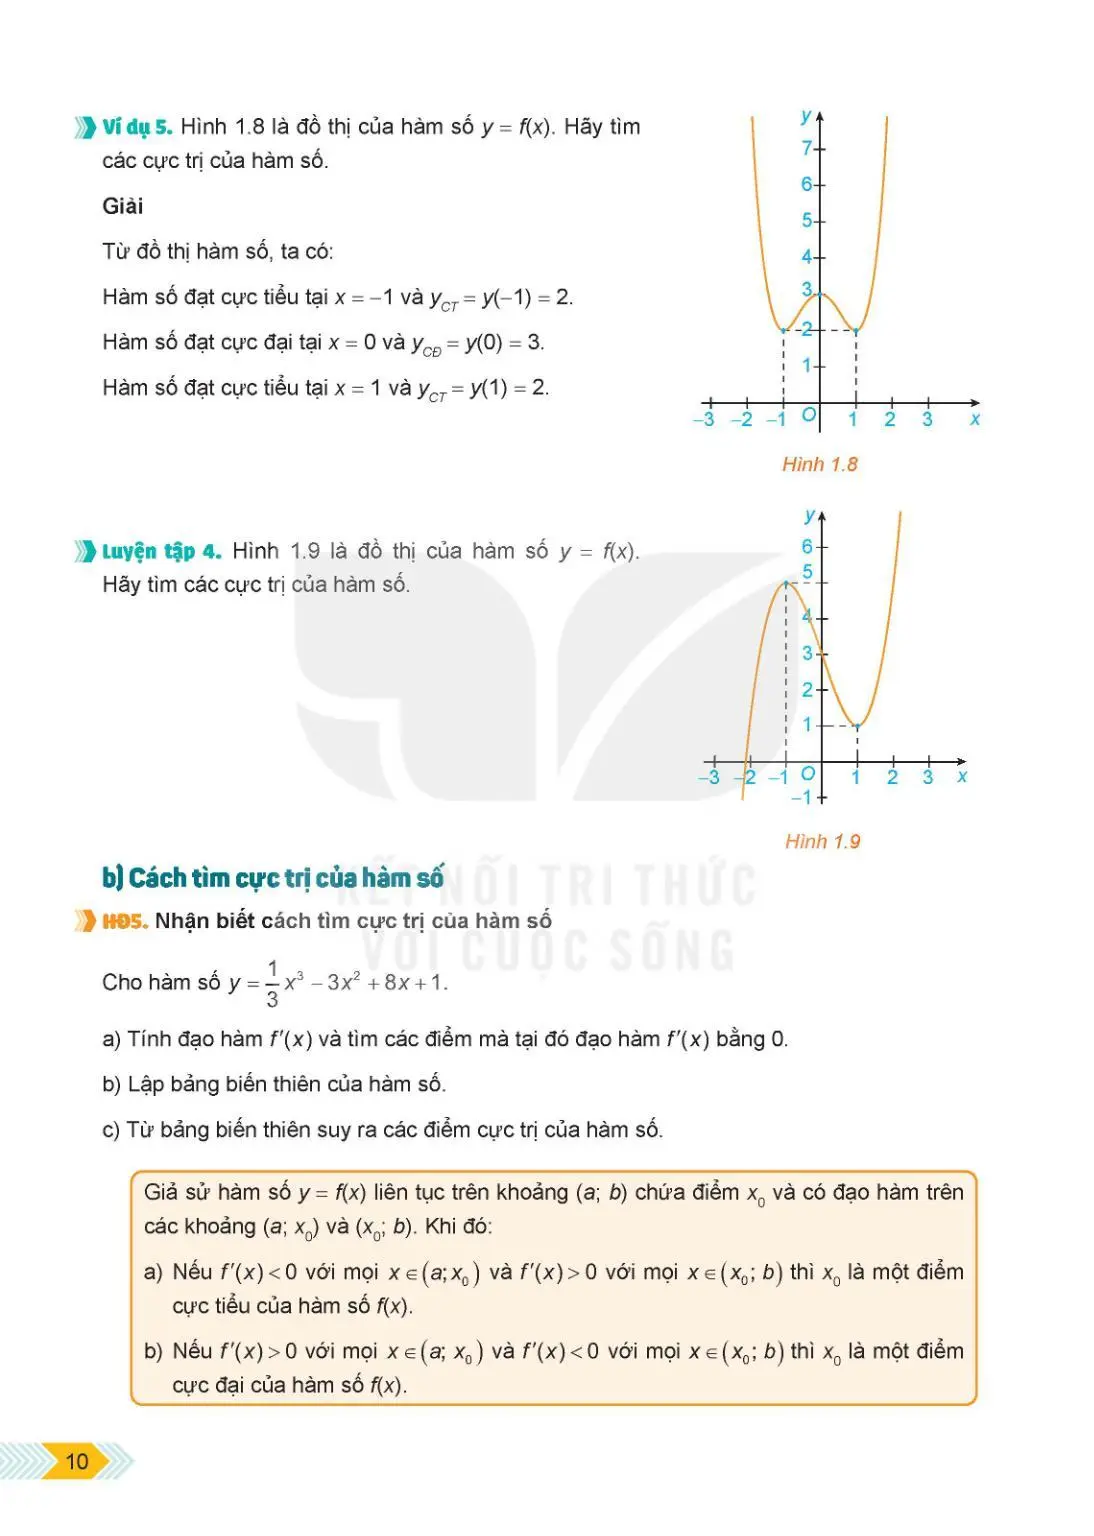 Ví dụ 5. Hình 1.8 là đồ thị của hàm số y = f(x). Hãy tìm
các cực trị của hàm số.
Giải
Từ đồ thị hàm số, ta có:
Hàm số đạt cực tiểu tại x = −1 và y_CT = y(−1) = 2.
Hàm số đạt cực đại tại x = 0 và y_CĐ = y(0) = 3.
Hàm số đạt cực tiểu tại x = 1 và y_CT = y(1) = 2.
y
7
6
5
4
3
2
1
−3 −2 −1 O 1 2 3 x
Hình 1.8
Luyện tập 4. Hình 1.9 là đồ thị của hàm số y = f(x).
Hãy tìm các cực trị của hàm số.
y
6
5
4
3
2
1
−3 −2 −1 O 1 2 3 x
−1
Hình 1.9
KẾT NỐI TRI THỨC
VỚI CUỘC SỐNG
b) Cách tìm cực trị của hàm số
HĐ5. Nhận biết cách tìm cực trị của hàm số
Cho hàm số y = 1/3 x³ − 3x² + 8x + 1.
a) Tính đạo hàm f′(x) và tìm các điểm mà tại đó đạo hàm f′(x) bằng 0.
b) Lập bảng biến thiên của hàm số.
c) Từ bảng biến thiên suy ra các điểm cực trị của hàm số.
Giả sử hàm số y = f(x) liên tục trên khoảng (a; b) chứa điểm x₀ và có đạo hàm trên
các khoảng (a; x₀) và (x₀; b). Khi đó:
a) Nếu f′(x) < 0 với mọi x ∈ (a; x₀) và f′(x) > 0 với mọi x ∈ (x₀; b) thì x₀ là một điểm
cực tiểu của hàm số f(x).
b) Nếu f′(x) > 0 với mọi x ∈ (a; x₀) và f′(x) < 0 với mọi x ∈ (x₀; b) thì x₀ là một điểm
cực đại của hàm số f(x).
10